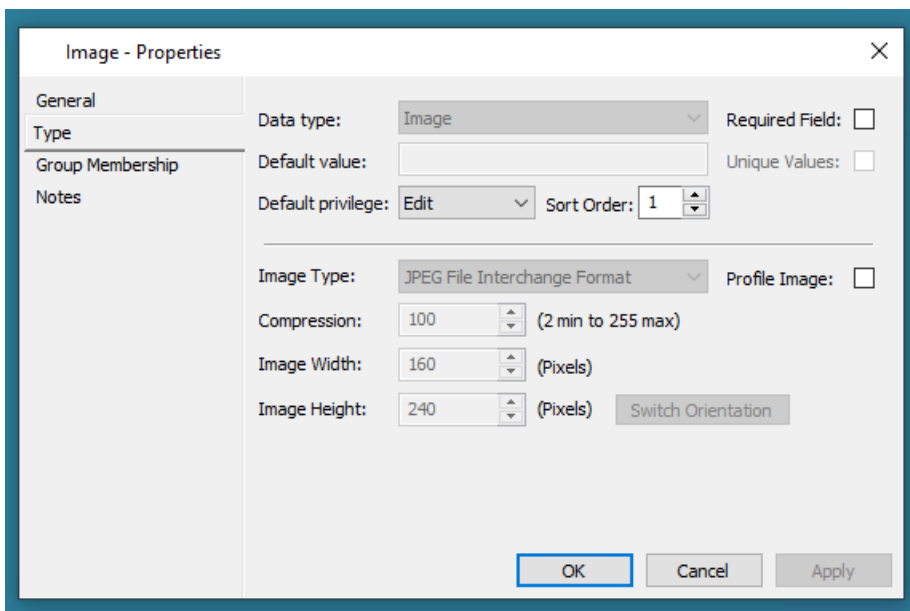 Image - Properties
General
Type
Group Membership
Notes
Data type: Image Required Field:
Default value: Unique Values:
Default privilege: Edit Sort Order: 1
Image Type: JPEG File Interchange Format Profile Image:
Compression: 100 (2 min to 255 max)
Image Width: 160 (Pixels)
Image Height: 240 (Pixels) Switch Orientation
OK Cancel Apply